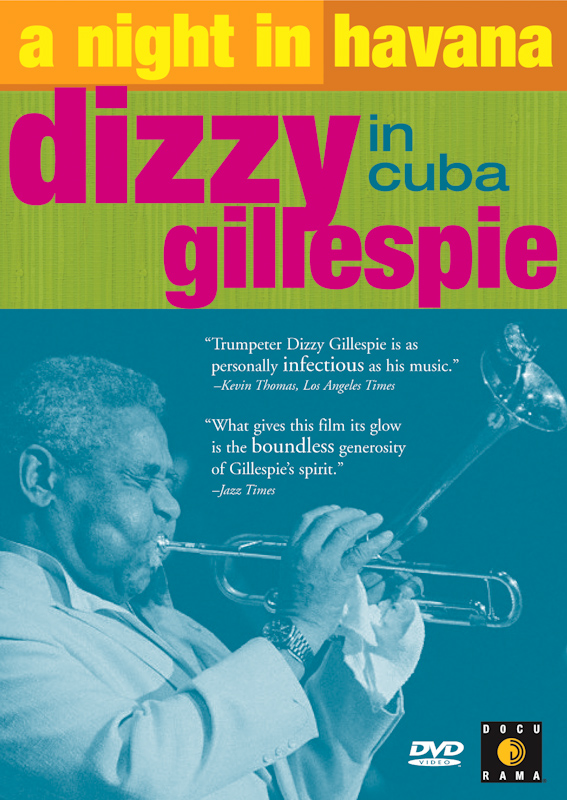 a night in havana
dizzy
in
cuba
gillespie
“Trumpeter Dizzy Gillespie is as
personally infectious as his music.”
–Kevin Thomas, Los Angeles Times
“What gives this film its glow
is the boundless generosity
of Gillespie’s spirit.”
–Jazz Times
DVD
VIDEO
DOCU
RAMA